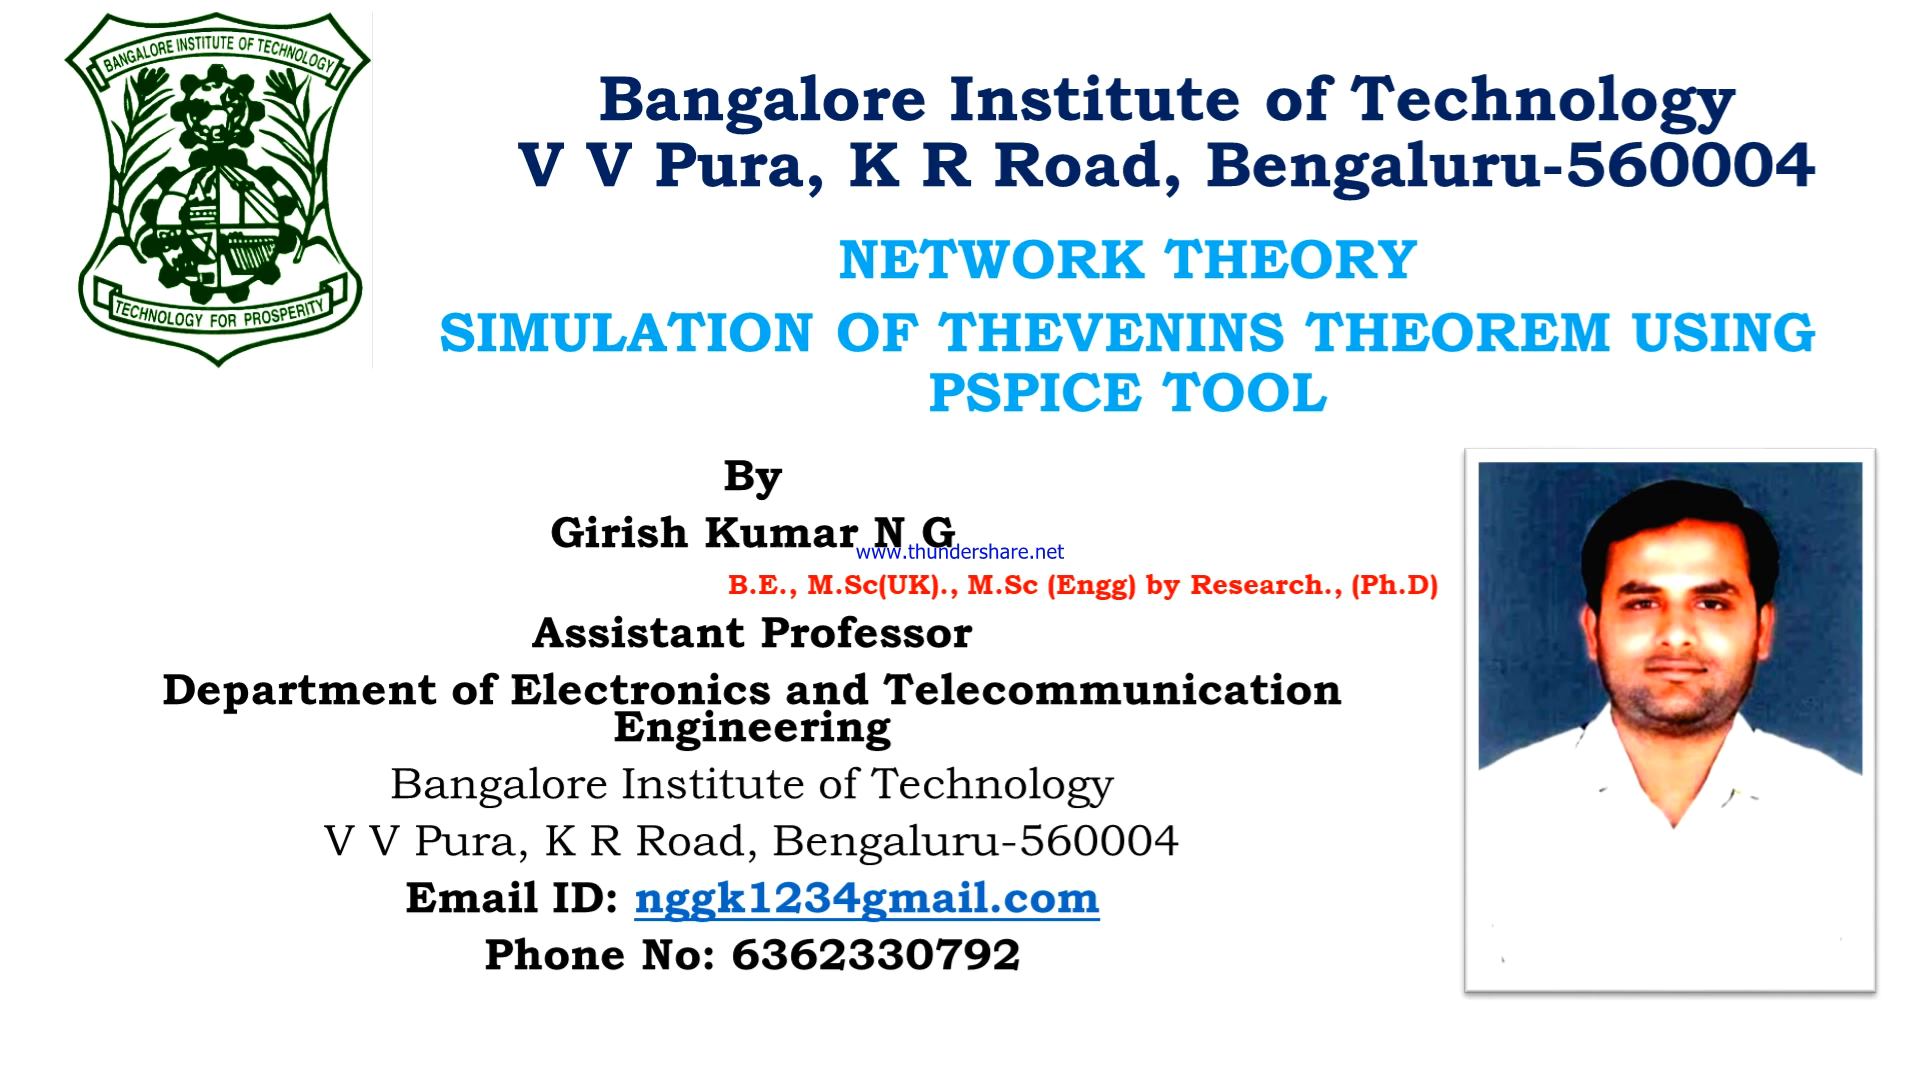 BANGALORE INSTITUTE OF TECHNOLOGY
TECHNOLOGY FOR PROSPERITY
Bangalore Institute of Technology
V V Pura, K R Road, Bengaluru-560004
NETWORK THEORY
SIMULATION OF THEVENINS THEOREM USING
PSPICE TOOL
By
Girish Kumar N G
www.thundershare.net
B.E., M.Sc(UK)., M.Sc (Engg) by Research., (Ph.D)
Assistant Professor
Department of Electronics and Telecommunication
Engineering
Bangalore Institute of Technology
V V Pura, K R Road, Bengaluru-560004
Email ID: nggk1234gmail.com
Phone No: 6362330792